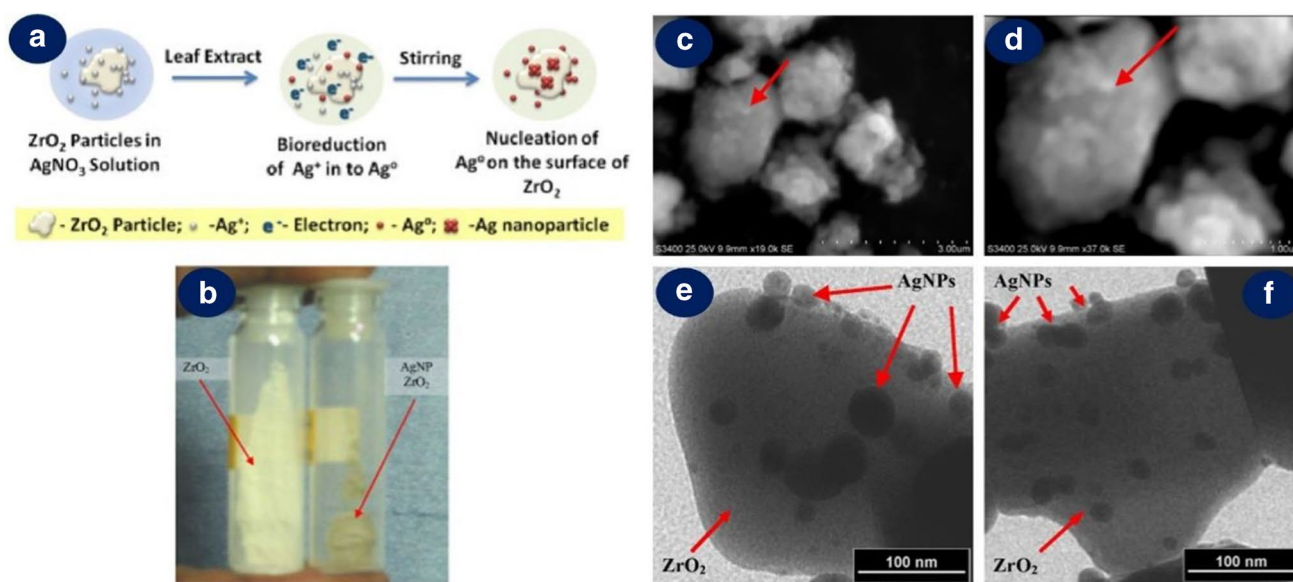 a
Leaf Extract
Stirring
e⁻ e⁻ e⁻ e⁻ e⁻ e⁻
ZrO₂ Particles in
AgNO₃ Solution
Bioreduction
of Ag⁺ in to Ag⁰
Nucleation of
Ag⁰ on the surface of
ZrO₂
- ZrO₂ Particle; -Ag⁺; e⁻- Electron; - Ag⁰; -Ag nanoparticle
b
ZrO₂
AgNP
ZrO₂
c
S3400 25.0kV 9.9mm x19.0k SE
3.00um
d
S3400 25.0kV 9.9mm x37.0k SE
1.00u
e
AgNPs
ZrO₂
100 nm
AgNPs
f
ZrO₂
100 nm